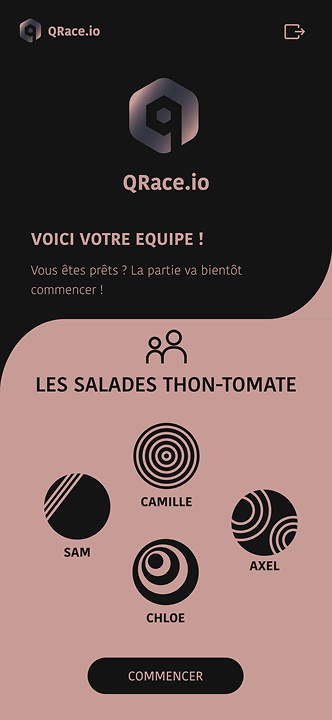 QRace.io
QRace.io
VOICI VOTRE EQUIPE !
Vous êtes prêts ? La partie va bientôt
commencer !
LES SALADES THON-TOMATE
CAMILLE
SAM
AXEL
CHLOE
COMMENCER